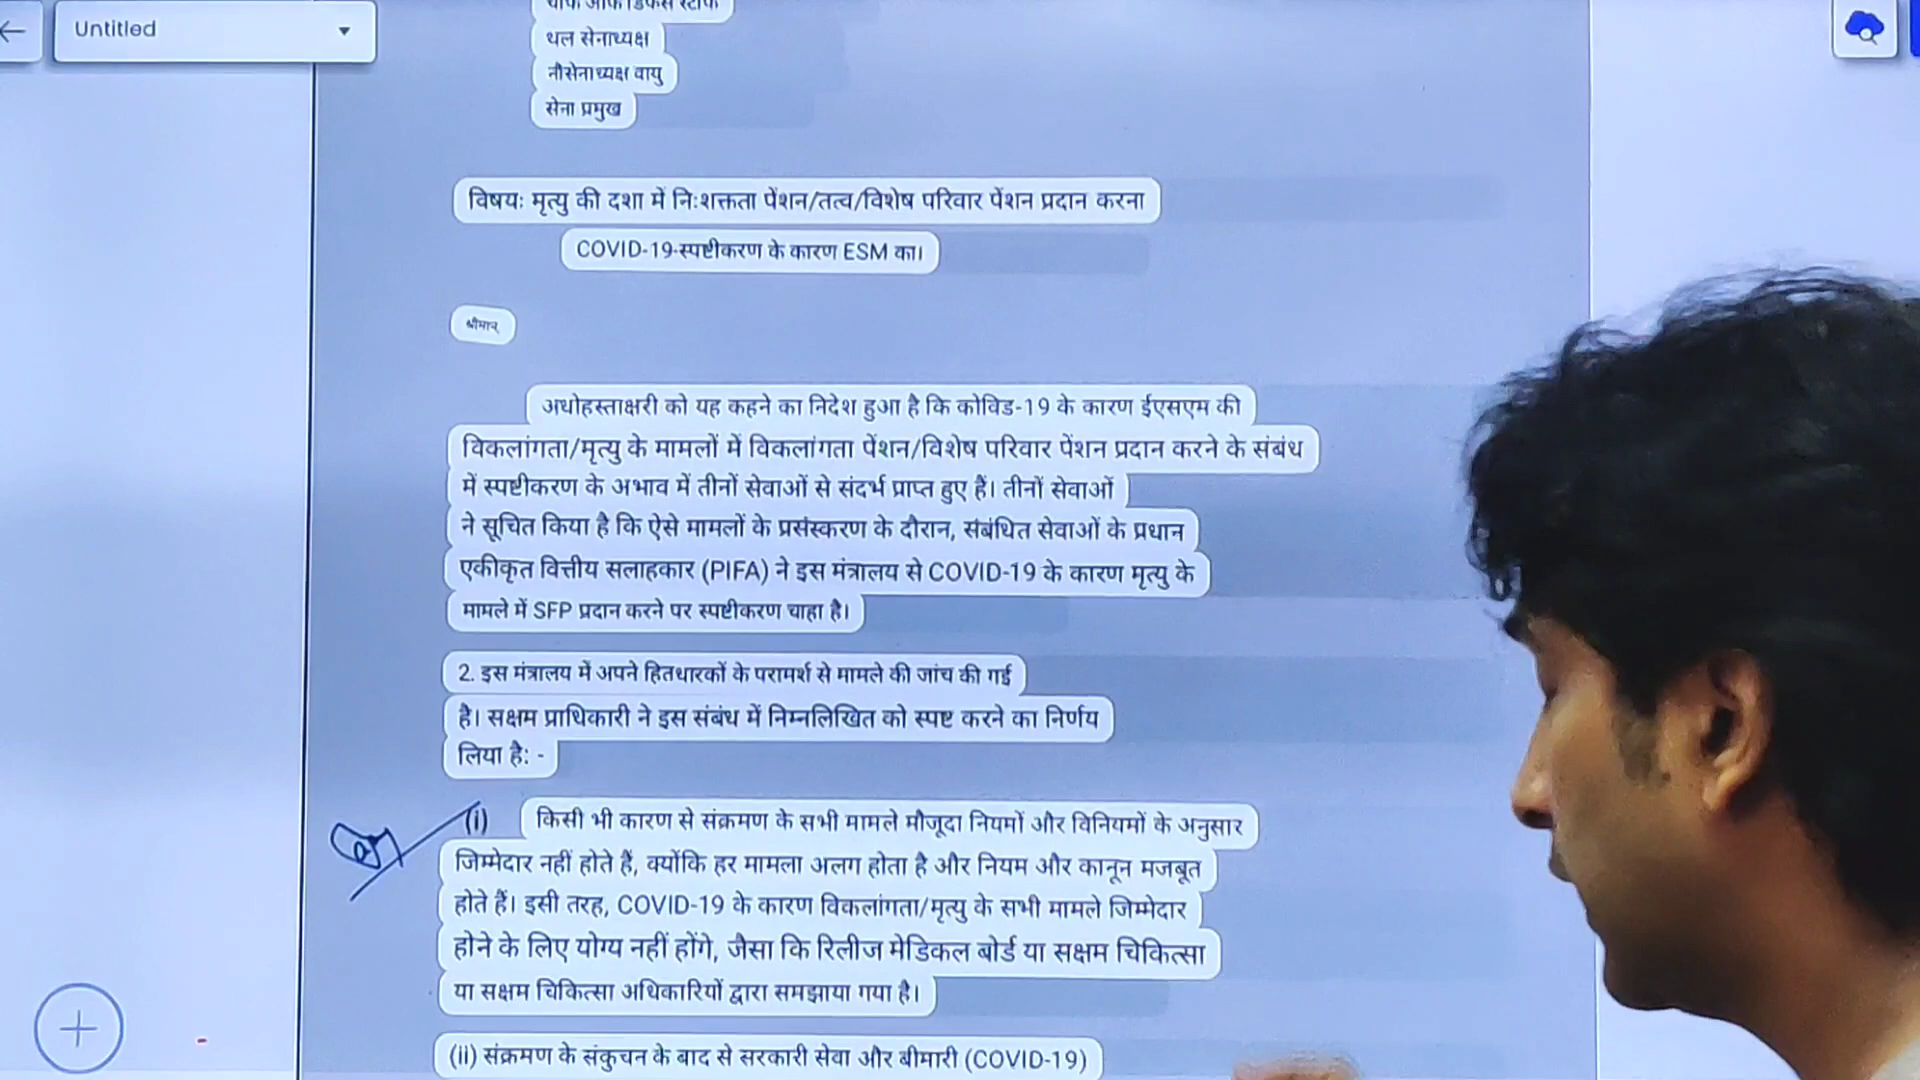 Untitled
चीफ ऑफ डिफेंस स्टाफ
थल सेनाध्यक्ष
नौसेनाध्यक्ष वायु
सेना प्रमुख
विषयः मृत्यु की दशा में निःशक्तता पेंशन/तत्व/विशेष परिवार पेंशन प्रदान करना
COVID-19-स्पष्टीकरण के कारण ESM का।
श्रीमान्
अधोहस्ताक्षरी को यह कहने का निदेश हुआ है कि कोविड-19 के कारण ईएसएम की
विकलांगता/मृत्यु के मामलों में विकलांगता पेंशन/विशेष परिवार पेंशन प्रदान करने के संबंध
में स्पष्टीकरण के अभाव में तीनों सेवाओं से संदर्भ प्राप्त हुए हैं। तीनों सेवाओं
ने सूचित किया है कि ऐसे मामलों के प्रसंस्करण के दौरान, संबंधित सेवाओं के प्रधान
एकीकृत वित्तीय सलाहकार (PIFA) ने इस मंत्रालय से COVID-19 के कारण मृत्यु के
मामले में SFP प्रदान करने पर स्पष्टीकरण चाहा है।
2. इस मंत्रालय में अपने हितधारकों के परामर्श से मामले की जांच की गई
है। सक्षम प्राधिकारी ने इस संबंध में निम्नलिखित को स्पष्ट करने का निर्णय
लिया है: -
(i) किसी भी कारण से संक्रमण के सभी मामले मौजूदा नियमों और विनियमों के अनुसार
जिम्मेदार नहीं होते हैं, क्योंकि हर मामला अलग होता है और नियम और कानून मजबूत
होते हैं। इसी तरह, COVID-19 के कारण विकलांगता/मृत्यु के सभी मामले जिम्मेदार
होने के लिए योग्य नहीं होंगे, जैसा कि रिलीज मेडिकल बोर्ड या सक्षम चिकित्सा
या सक्षम चिकित्सा अधिकारियों द्वारा समझाया गया है।
(ii) संक्रमण के संकुचन के बाद से सरकारी सेवा और बीमारी (COVID-19)